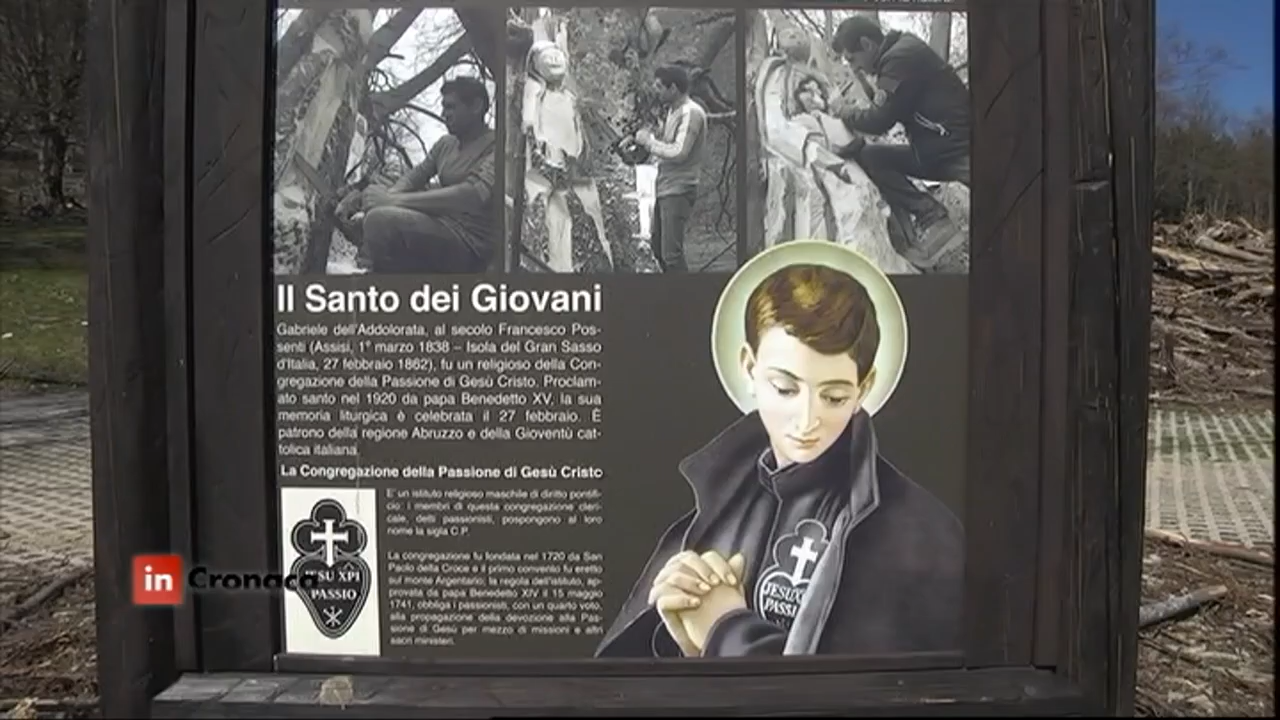 Il Santo dei Giovani
Gabriele dell'Addolorata, al secolo Francesco Pos-
senti (Assisi, 1° marzo 1838 – Isola del Gran Sasso
d'Italia, 27 febbraio 1862), fu un religioso della Con-
gregazione della Passione di Gesù Cristo. Proclam-
ato santo nel 1920 da papa Benedetto XV, la sua
memoria liturgica è celebrata il 27 febbraio. È
patrono della regione Abruzzo e della Gioventù cat-
tolica italiana.
La Congregazione della Passione di Gesù Cristo
E' un istituto religioso maschile di diritto pontifi-
cio: i membri di questa congregazione cleri-
cale, detti passionisti, pospongono al loro
nome la sigla C.P.
La congregazione fu fondata nel 1720 da San
Paolo della Croce e il primo convento fu eretto
sul monte Argentario: la regola dell'istituto, ap-
provata da papa Benedetto XIV il 15 maggio
1741, obbliga i passionisti, con un quarto voto,
alla propagazione della devozione alla Pas-
sione di Gesù per mezzo di missioni e altri
sacri ministeri.
JESU XPI
PASSIO
JESU X
PASSI
in Cronaca